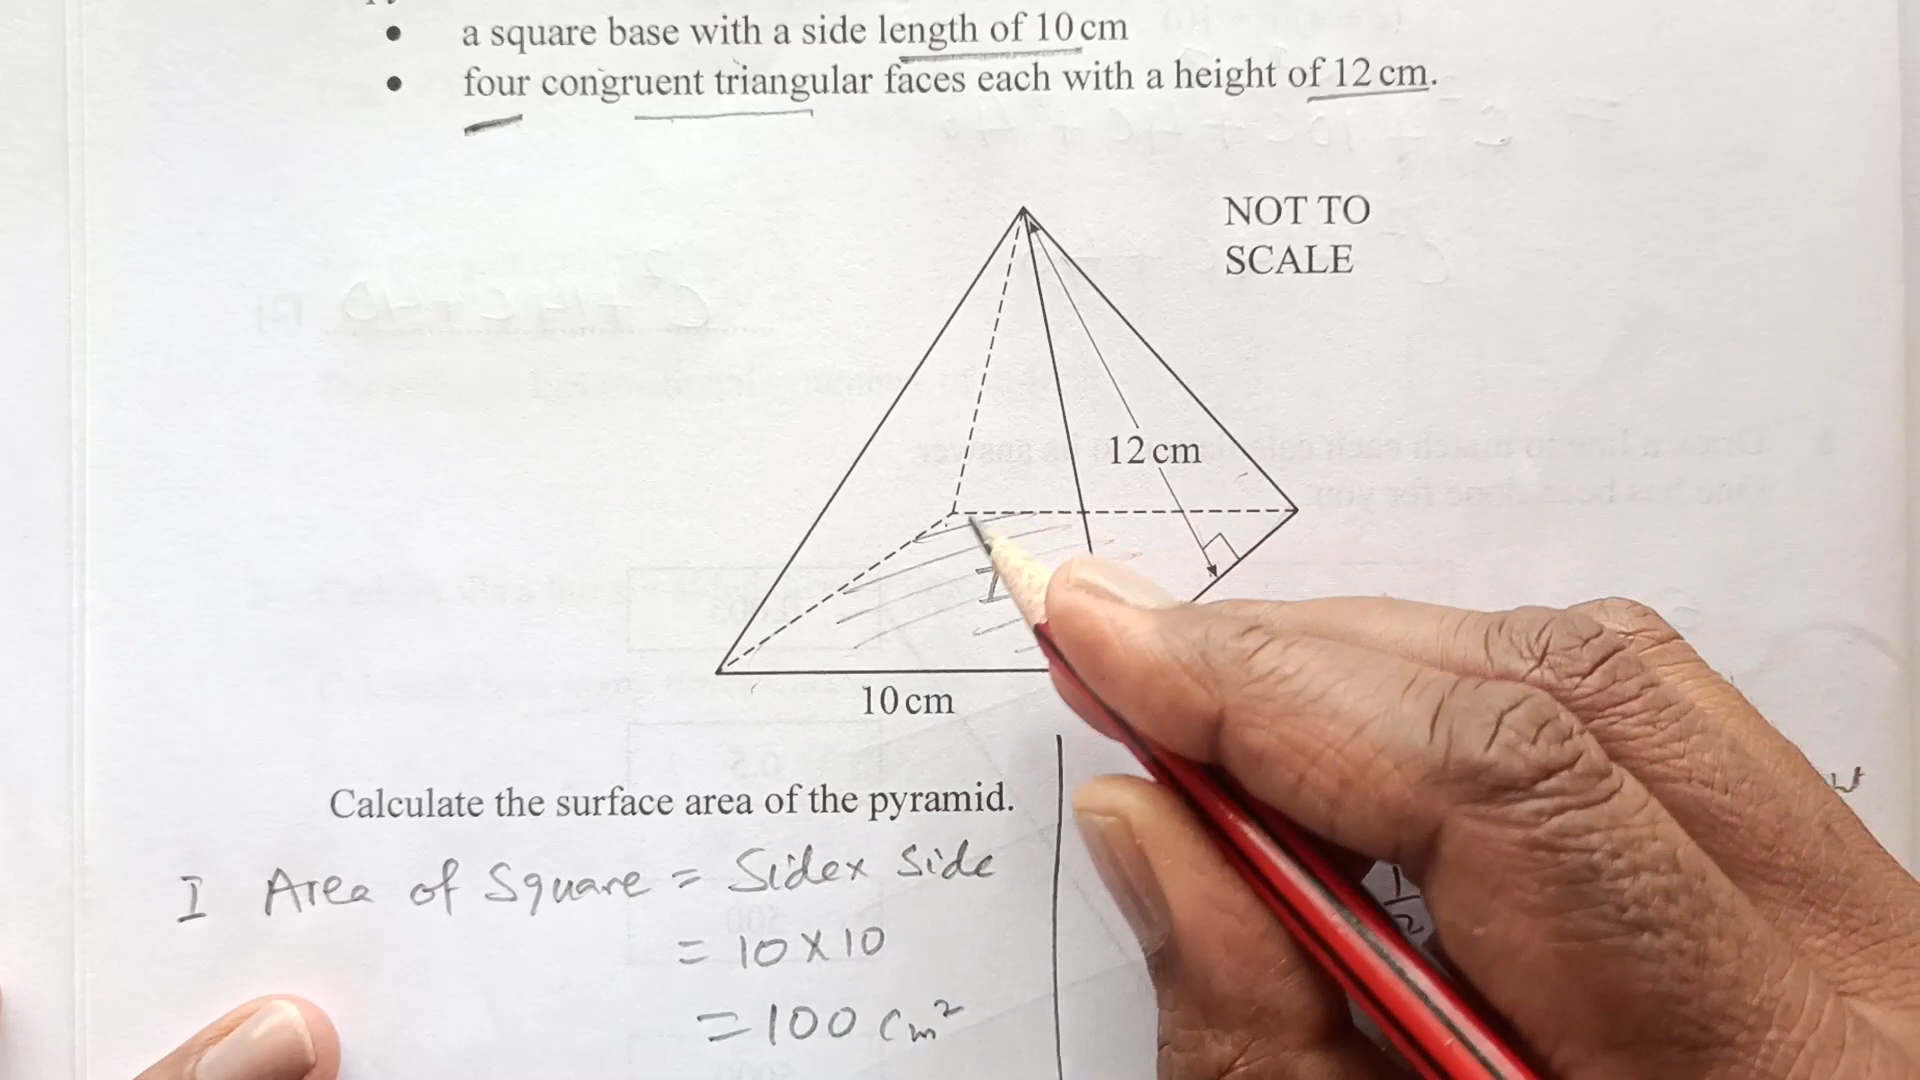 a square base with a side length of 10 cm
four congruent triangular faces each with a height of 12 cm.
NOT TO
SCALE
12 cm
I
10 cm
Calculate the surface area of the pyramid.
I Area of Square = Side x Side
= 10 x 10
= 100 cm²
1/2